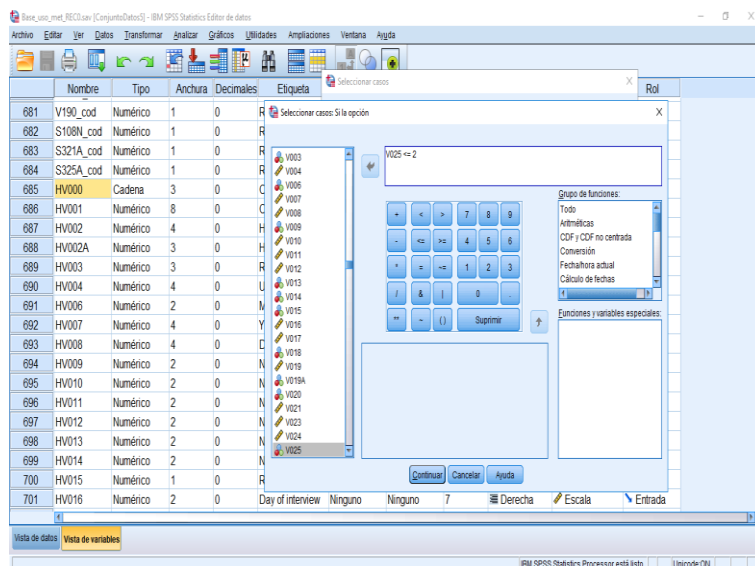 Base_uso_met_REC0.sav [ConjuntoDatos5] - IBM SPSS Statistics Editor de datos
Archivo Editar Ver Datos Transformar Analizar Gráficos Utilidades Ampliaciones Ventana Ayuda
Seleccionar casos
Nombre Tipo Anchura Decimales Etiqueta Rol
Seleccionar casos: Si la opción
681 V190_cod Numérico 1 0 R
682 S108N_cod Numérico 1 0 R
683 S321A_cod Numérico 1 0 R
684 S325A_cod Numérico 1 0 R
685 HV000 Cadena 3 0 C
686 HV001 Numérico 8 0 C
687 HV002 Numérico 4 0 H
688 HV002A Numérico 3 0 H
689 HV003 Numérico 3 0 R
690 HV004 Numérico 4 0 U
691 HV006 Numérico 2 0 M
692 HV007 Numérico 4 0 Y
693 HV008 Numérico 4 0 D
694 HV009 Numérico 2 0 N
695 HV010 Numérico 2 0 N
696 HV011 Numérico 2 0 N
697 HV012 Numérico 2 0 N
698 HV013 Numérico 2 0 N
699 HV014 Numérico 2 0 N
700 HV015 Numérico 1 0 R
701 HV016 Numérico 2 0 Day of interview Ninguno Ninguno 7 Derecha Escala Entrada
V003
V004
V006
V007
V008
V009
V010
V011
V012
V013
V014
V015
V016
V017
V018
V019
V019A
V020
V021
V023
V024
V025
V025 <= 2
+ < > 7 8 9
- <= >= 4 5 6
* = ~= 1 2 3
/ & | 0 .
** ~ () Suprimir
Grupo de funciones:
Todo
Aritméticas
CDF y CDF no centrada
Conversión
Fecha/hora actual
Cálculo de fechas
Funciones y variables especiales:
Continuar Cancelar Ayuda
Vista de datos Vista de variables
IBM SPSS Statistics Processor está listo Unicode:ON